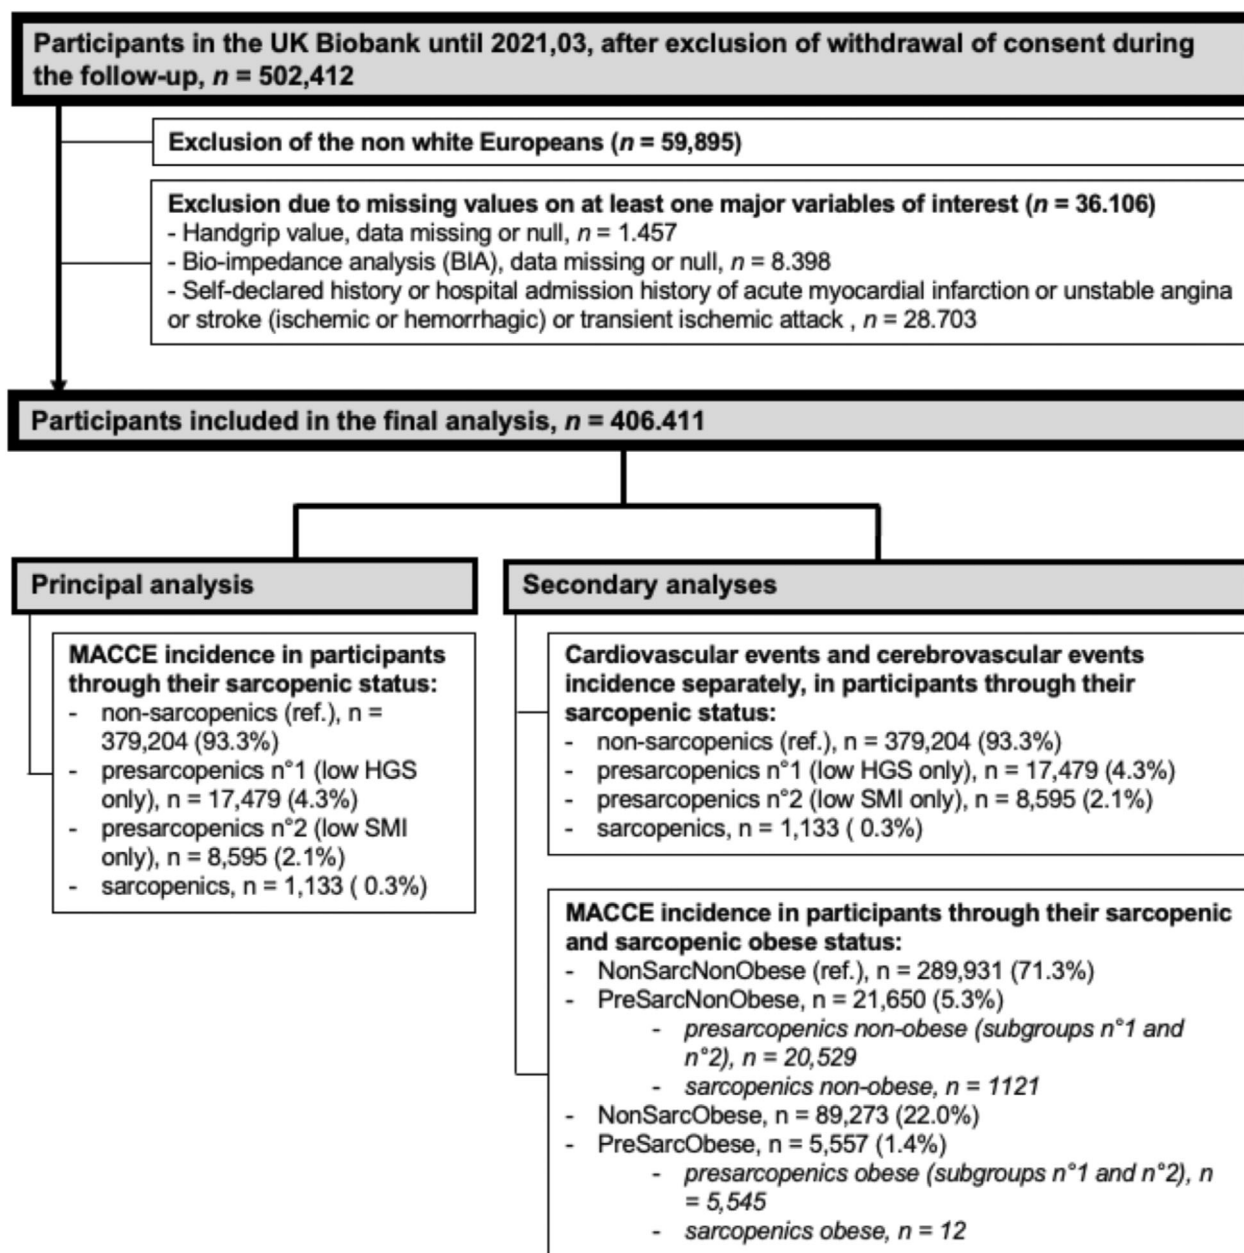 Participants in the UK Biobank until 2021,03, after exclusion of withdrawal of consent during
the follow-up, n = 502,412
Exclusion of the non white Europeans (n = 59,895)
Exclusion due to missing values on at least one major variables of interest (n = 36.106)
- Handgrip value, data missing or null, n = 1.457
- Bio-impedance analysis (BIA), data missing or null, n = 8.398
- Self-declared history or hospital admission history of acute myocardial infarction or unstable angina
or stroke (ischemic or hemorrhagic) or transient ischemic attack , n = 28.703
Participants included in the final analysis, n = 406.411
Principal analysis
MACCE incidence in participants
through their sarcopenic status:
- non-sarcopenics (ref.), n =
379,204 (93.3%)
- presarcopenics n°1 (low HGS
only), n = 17,479 (4.3%)
- presarcopenics n°2 (low SMI
only), n = 8,595 (2.1%)
- sarcopenics, n = 1,133 ( 0.3%)
Secondary analyses
Cardiovascular events and cerebrovascular events
incidence separately, in participants through their
sarcopenic status:
- non-sarcopenics (ref.), n = 379,204 (93.3%)
- presarcopenics n°1 (low HGS only), n = 17,479 (4.3%)
- presarcopenics n°2 (low SMI only), n = 8,595 (2.1%)
- sarcopenics, n = 1,133 ( 0.3%)
MACCE incidence in participants through their sarcopenic
and sarcopenic obese status:
- NonSarcNonObese (ref.), n = 289,931 (71.3%)
- PreSarcNonObese, n = 21,650 (5.3%)
- presarcopenics non-obese (subgroups n°1 and
n°2), n = 20,529
- sarcopenics non-obese, n = 1121
- NonSarcObese, n = 89,273 (22.0%)
- PreSarcObese, n = 5,557 (1.4%)
- presarcopenics obese (subgroups n°1 and n°2), n
= 5,545
- sarcopenics obese, n = 12